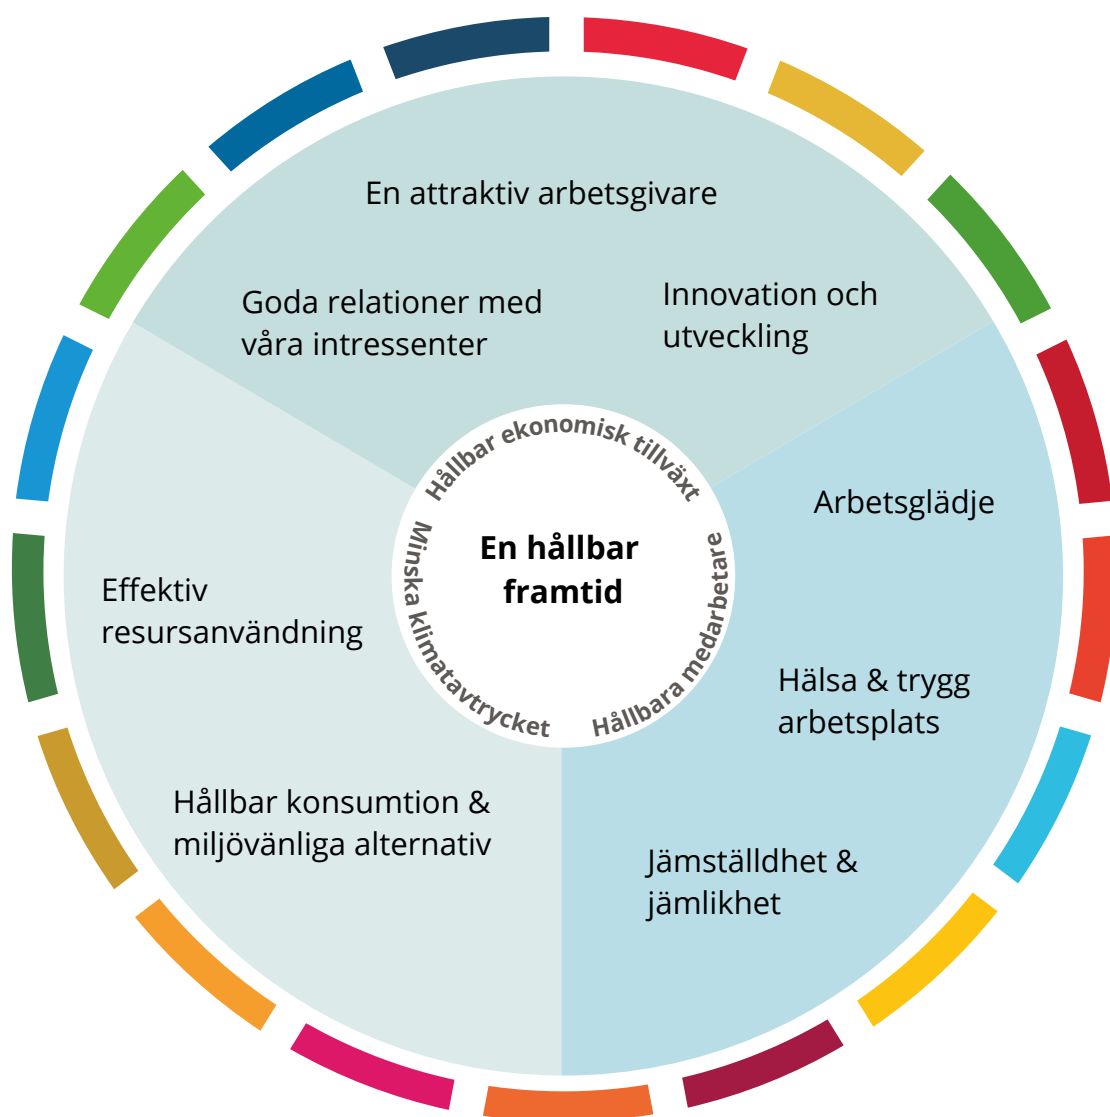 En attraktiv arbetsgivare
Goda relationer med
våra intressenter
Innovation och
utveckling
Hållbar ekonomisk tillväxt
Arbetsglädje
En hållbar
framtid
Minska klimatavtrycket
Hållbara medarbetare
Effektiv
resursanvändning
Hälsa & trygg
arbetsplats
Hållbar konsumtion &
miljövänliga alternativ
Jämställdhet &
jämlikhet